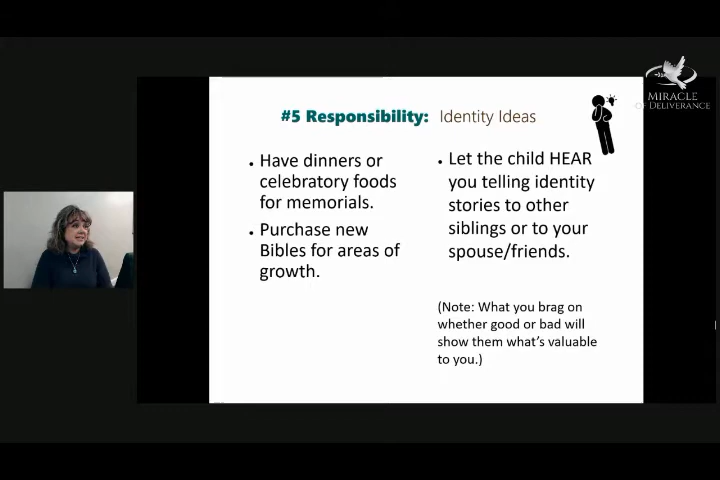 MIRACLE
OF DELIVERANCE
#5 Responsibility: Identity Ideas
• Have dinners or
celebratory foods
for memorials.
• Purchase new
Bibles for areas of
growth.
• Let the child HEAR
you telling identity
stories to other
siblings or to your
spouse/friends.
(Note: What you brag on
whether good or bad will
show them what's valuable
to you.)